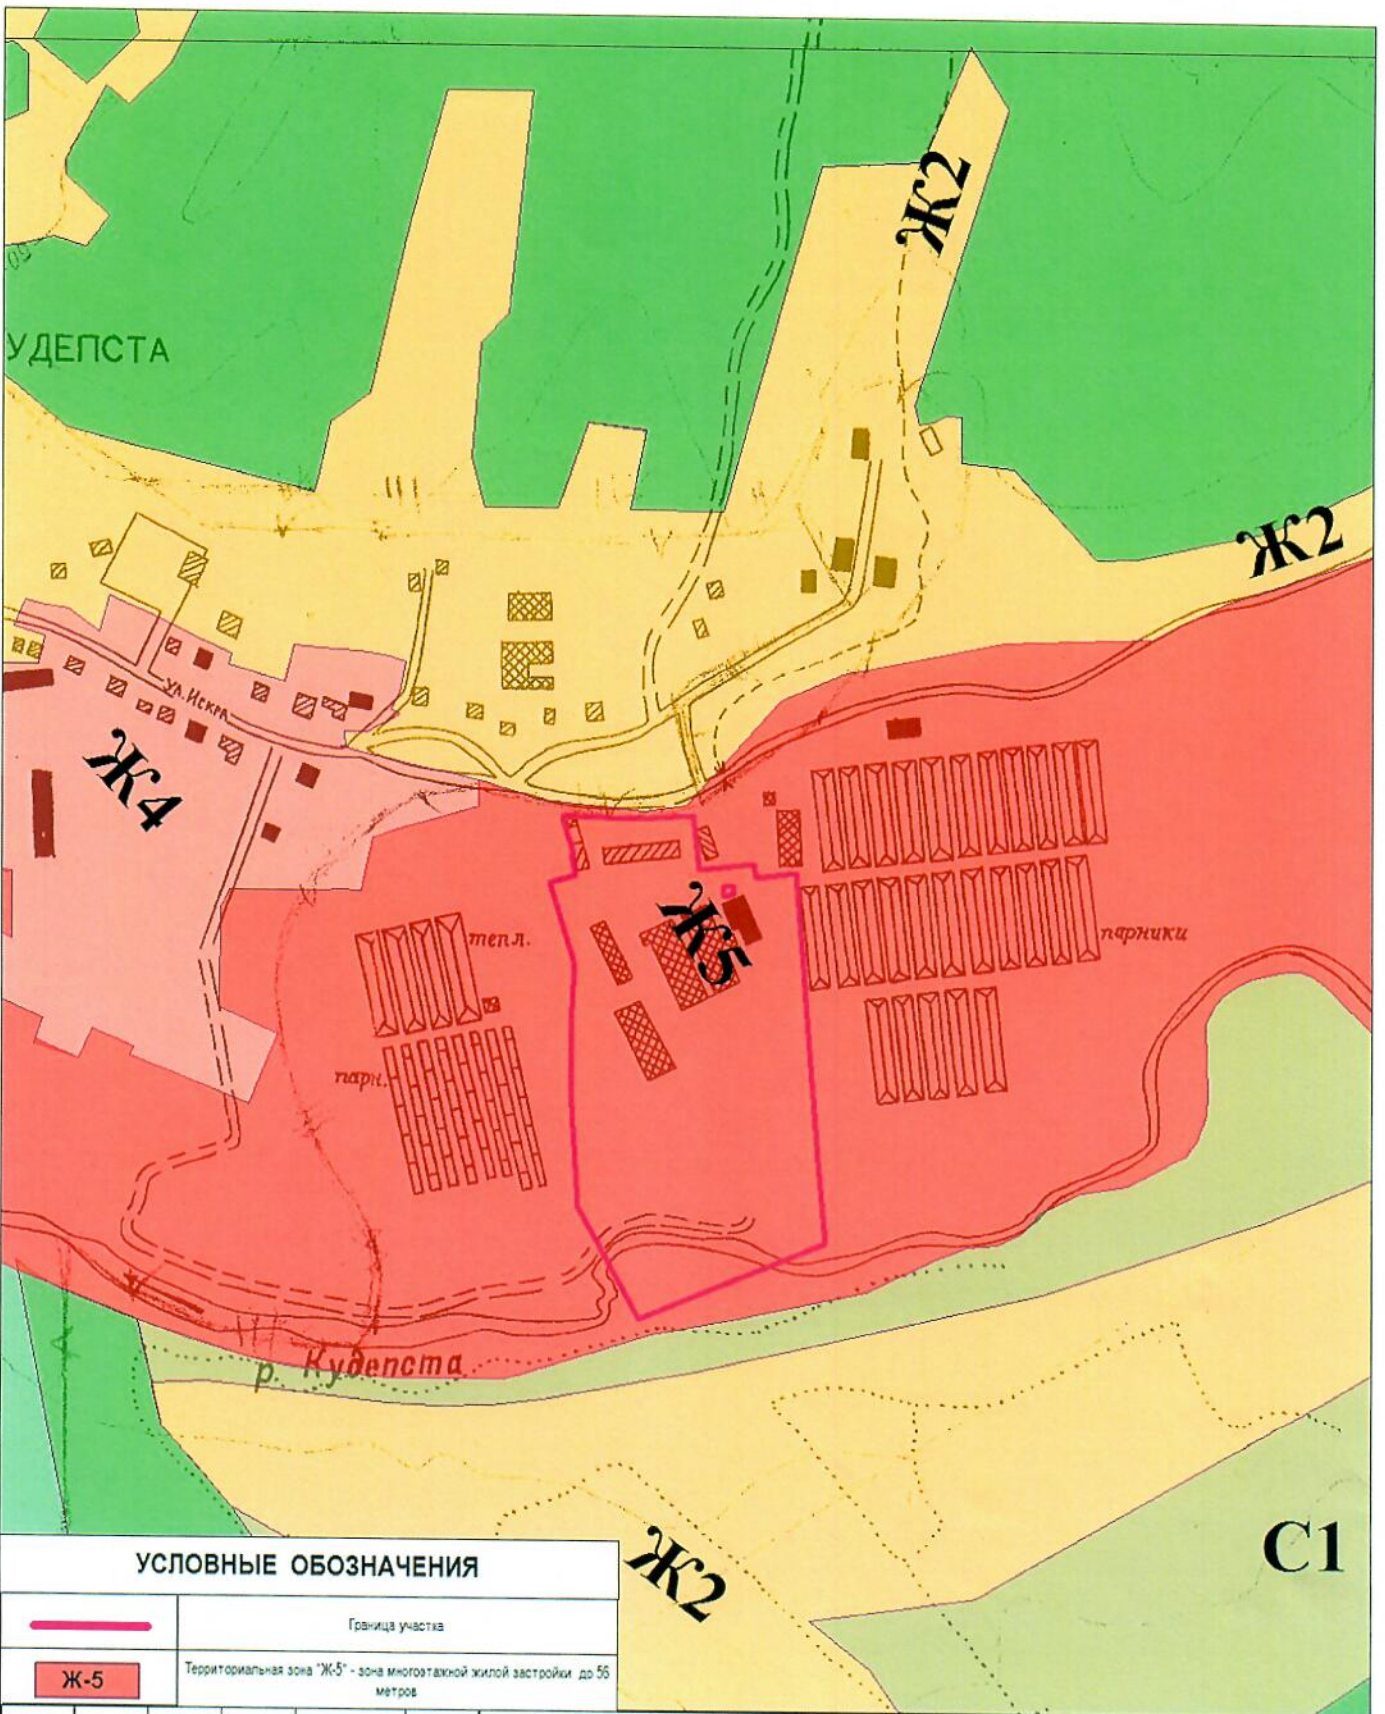 Ж2
УДЕПСТА
Ж2
ул. Искра
Ж4
тепл.
Ж5
парники
парн.
р. Кудепста
С1
Ж2
УСЛОВНЫЕ ОБОЗНАЧЕНИЯ
Граница участка
Ж-5
Территориальная зона "Ж-5" - зона многоэтажной жилой застройки до 56
метров